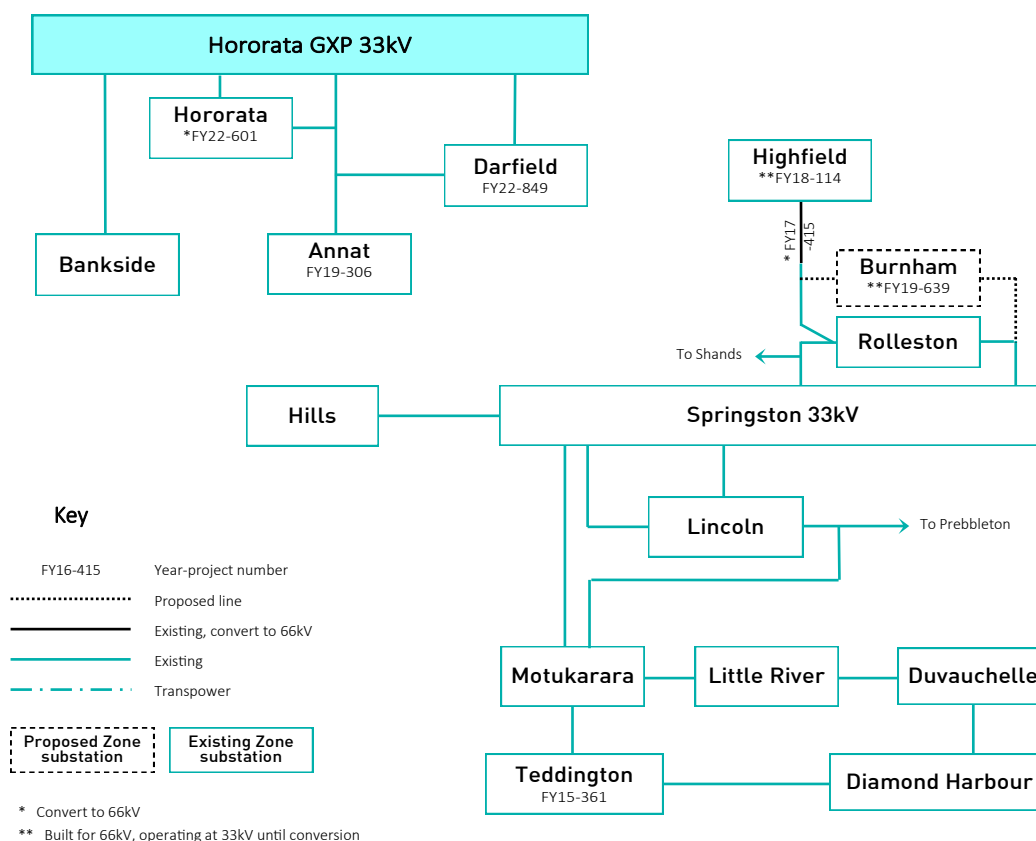 Hororata GXP 33kV
Hororata
*FY22-601
Darfield
FY22-849
Bankside
Annat
FY19-306
Highfield
**FY18-114
* FY17
-415
Burnham
**FY19-639
Rolleston
To Shands
Hills
Springston 33kV
Lincoln
To Prebbleton
Motukarara
Little River
Duvauchelle
Teddington
FY15-361
Diamond Harbour
Key
FY16-415 Year-project number
Proposed line
Existing, convert to 66kV
Existing
Transpower
Proposed Zone
substation
Existing Zone
substation
* Convert to 66kV
** Built for 66kV, operating at 33kV until conversion